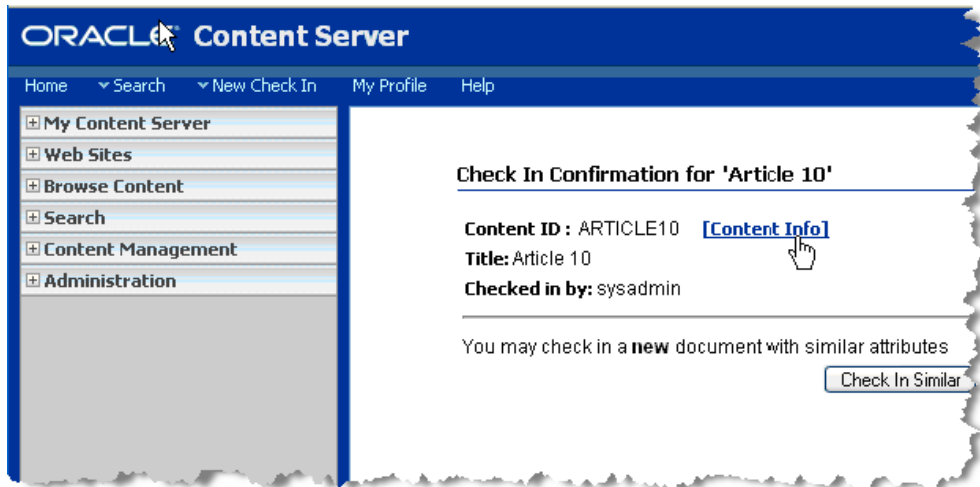 ORACLE Content Server
Home Search New Check In My Profile Help
My Content Server
Web Sites
Browse Content
Search
Content Management
Administration
Check In Confirmation for 'Article 10'
Content ID : ARTICLE10 [Content Info]
Title: Article 10
Checked in by: sysadmin
You may check in a new document with similar attributes
Check In Similar